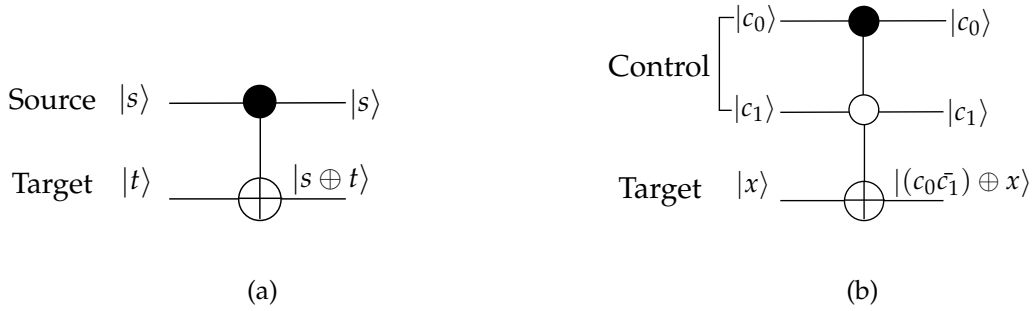 Source |s⟩ |s⟩
Target |t⟩ |s ⊕ t⟩
(a)
|c₀⟩ |c₀⟩
Control
|c₁⟩ |c₁⟩
Target |x⟩ |(c₀c̄₁) ⊕ x⟩
(b)